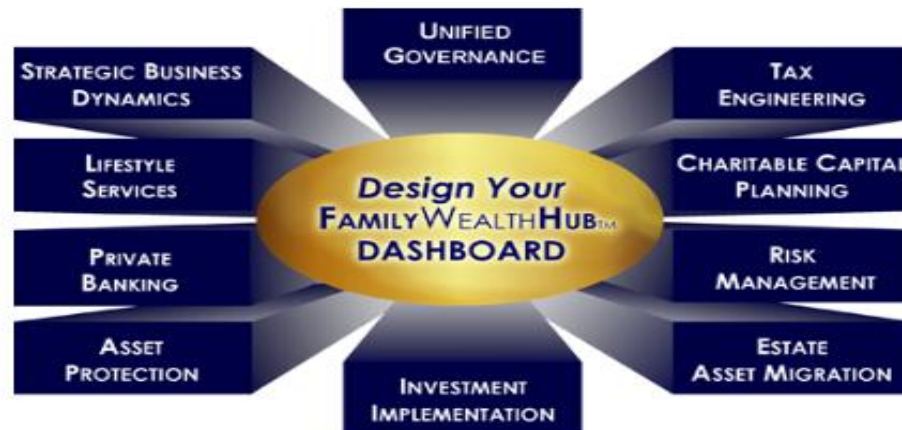 UNIFIED
GOVERNANCE
STRATEGIC BUSINESS
DYNAMICS
TAX
ENGINEERING
LIFESTYLE
SERVICES
CHARITABLE CAPITAL
PLANNING
Design Your
FAMILYWEALTHHUB™
DASHBOARD
PRIVATE
BANKING
RISK
MANAGEMENT
ASSET
PROTECTION
ESTATE
ASSET MIGRATION
INVESTMENT
IMPLEMENTATION